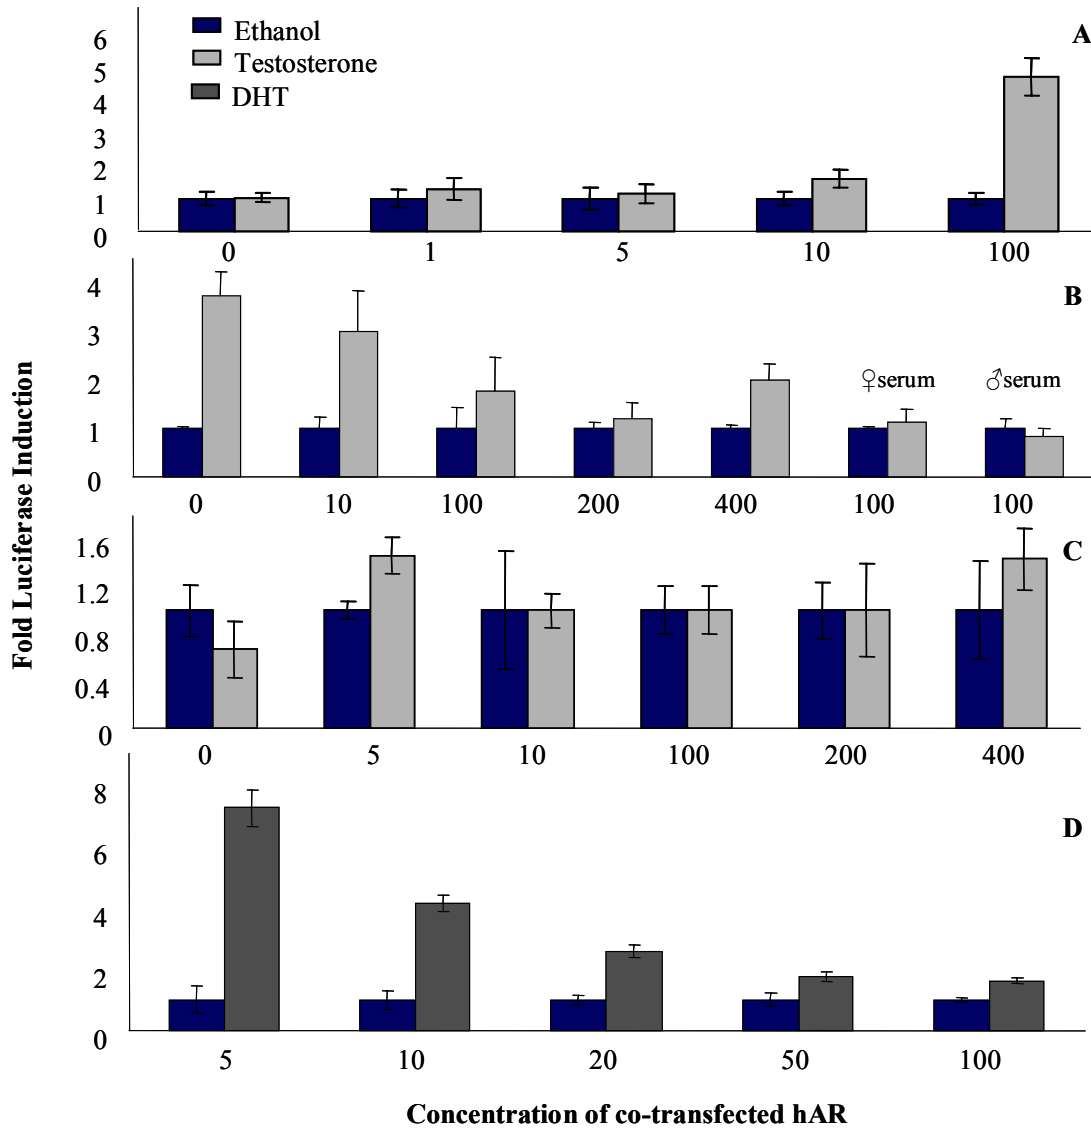 Ethanol
Testosterone
DHT
A
6
5
4
3
2
1
0
0 1 5 10 100
B
4
3
2
1
0
♀serum ♂serum
0 10 100 200 400 100 100
C
1.6
1.2
0.8
0.4
0
0 5 10 100 200 400
D
8
6
4
2
0
5 10 20 50 100
Fold Luciferase Induction
Concentration of co-transfected hAR